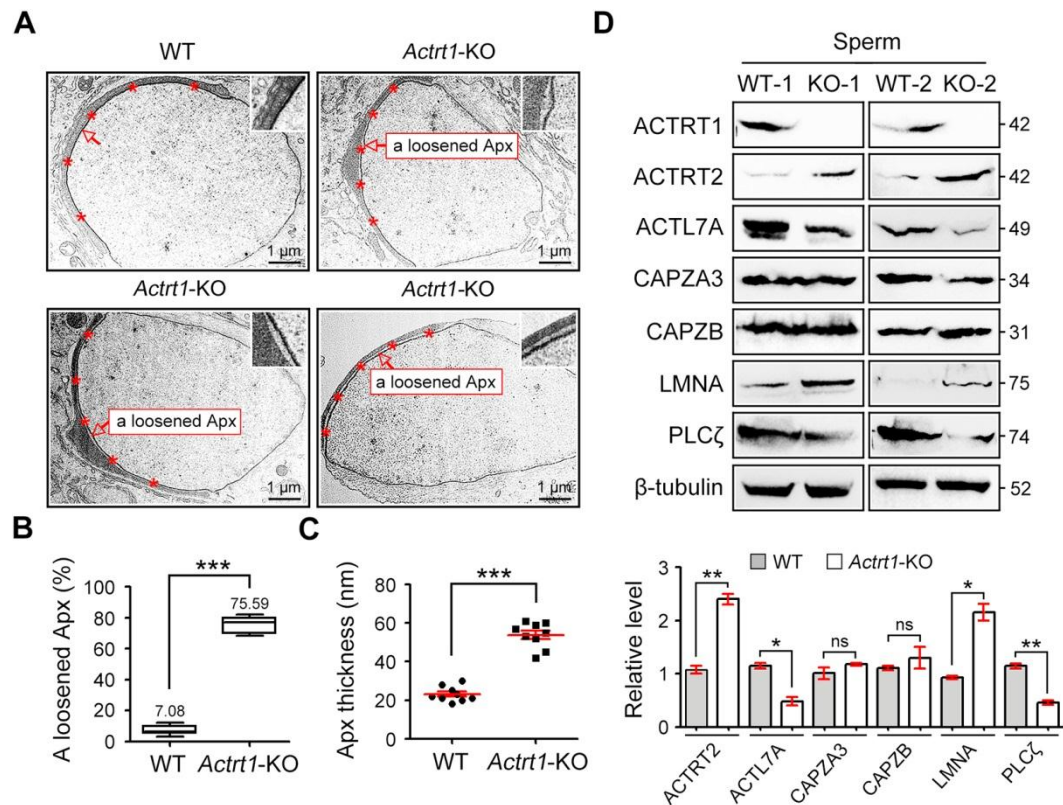 A
WT
Actrt1-KO
1 μm
a loosened Apx
1 μm
Actrt1-KO
Actrt1-KO
a loosened Apx
1 μm
a loosened Apx
1 μm
B
A loosened Apx (%)
100
80
60
40
20
0
***
7.08
75.59
WT
Actrt1-KO
C
Apx thickness (nm)
80
60
40
20
0
***
WT
Actrt1-KO
D
Sperm
WT-1 KO-1 WT-2 KO-2
ACTRT1 42
ACTRT2 42
ACTL7A 49
CAPZA3 34
CAPZB 31
LMNA 75
PLCζ 74
β-tubulin 52
WT Actrt1-KO
Relative level
3
2
1
0
**
*
ns
ns
*
**
ACTRT2
ACTL7A
CAPZA3
CAPZB
LMNA
PLCζ